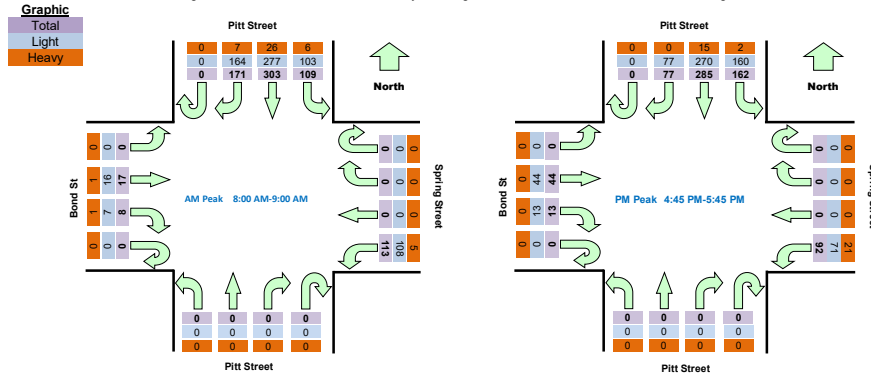 Graphic
Total
Light
Heavy
Pitt Street
0 7 26 6
0 164 277 103
0 171 303 109
North
Bond St
0 0 0
1 16 17
1 7 8
0 0 0
AM Peak 8:00 AM-9:00 AM
0 0 0
0 0 0
0 0 0
113 108 5
Spring Street
0 0 0 0
0 0 0 0
0 0 0 0
Pitt Street
Pitt Street
0 0 15 2
0 77 270 160
0 77 285 162
North
Bond St
0 0 0
0 44 44
0 13 13
0 0 0
PM Peak 4:45 PM-5:45 PM
0 0 0
0 0 0
0 0 0
92 71 21
Spring Street
0 0 0 0
0 0 0 0
0 0 0 0
Pitt Street